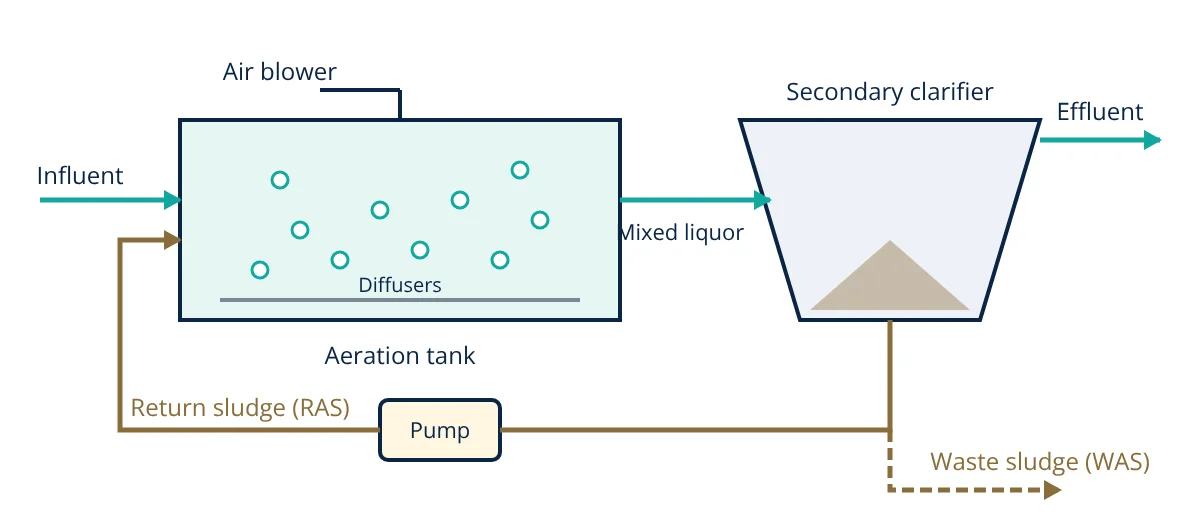 Air blower
Secondary clarifier
Effluent
Influent
Mixed liquor
Diffusers
Aeration tank
Return sludge (RAS)
Pump
Waste sludge (WAS)